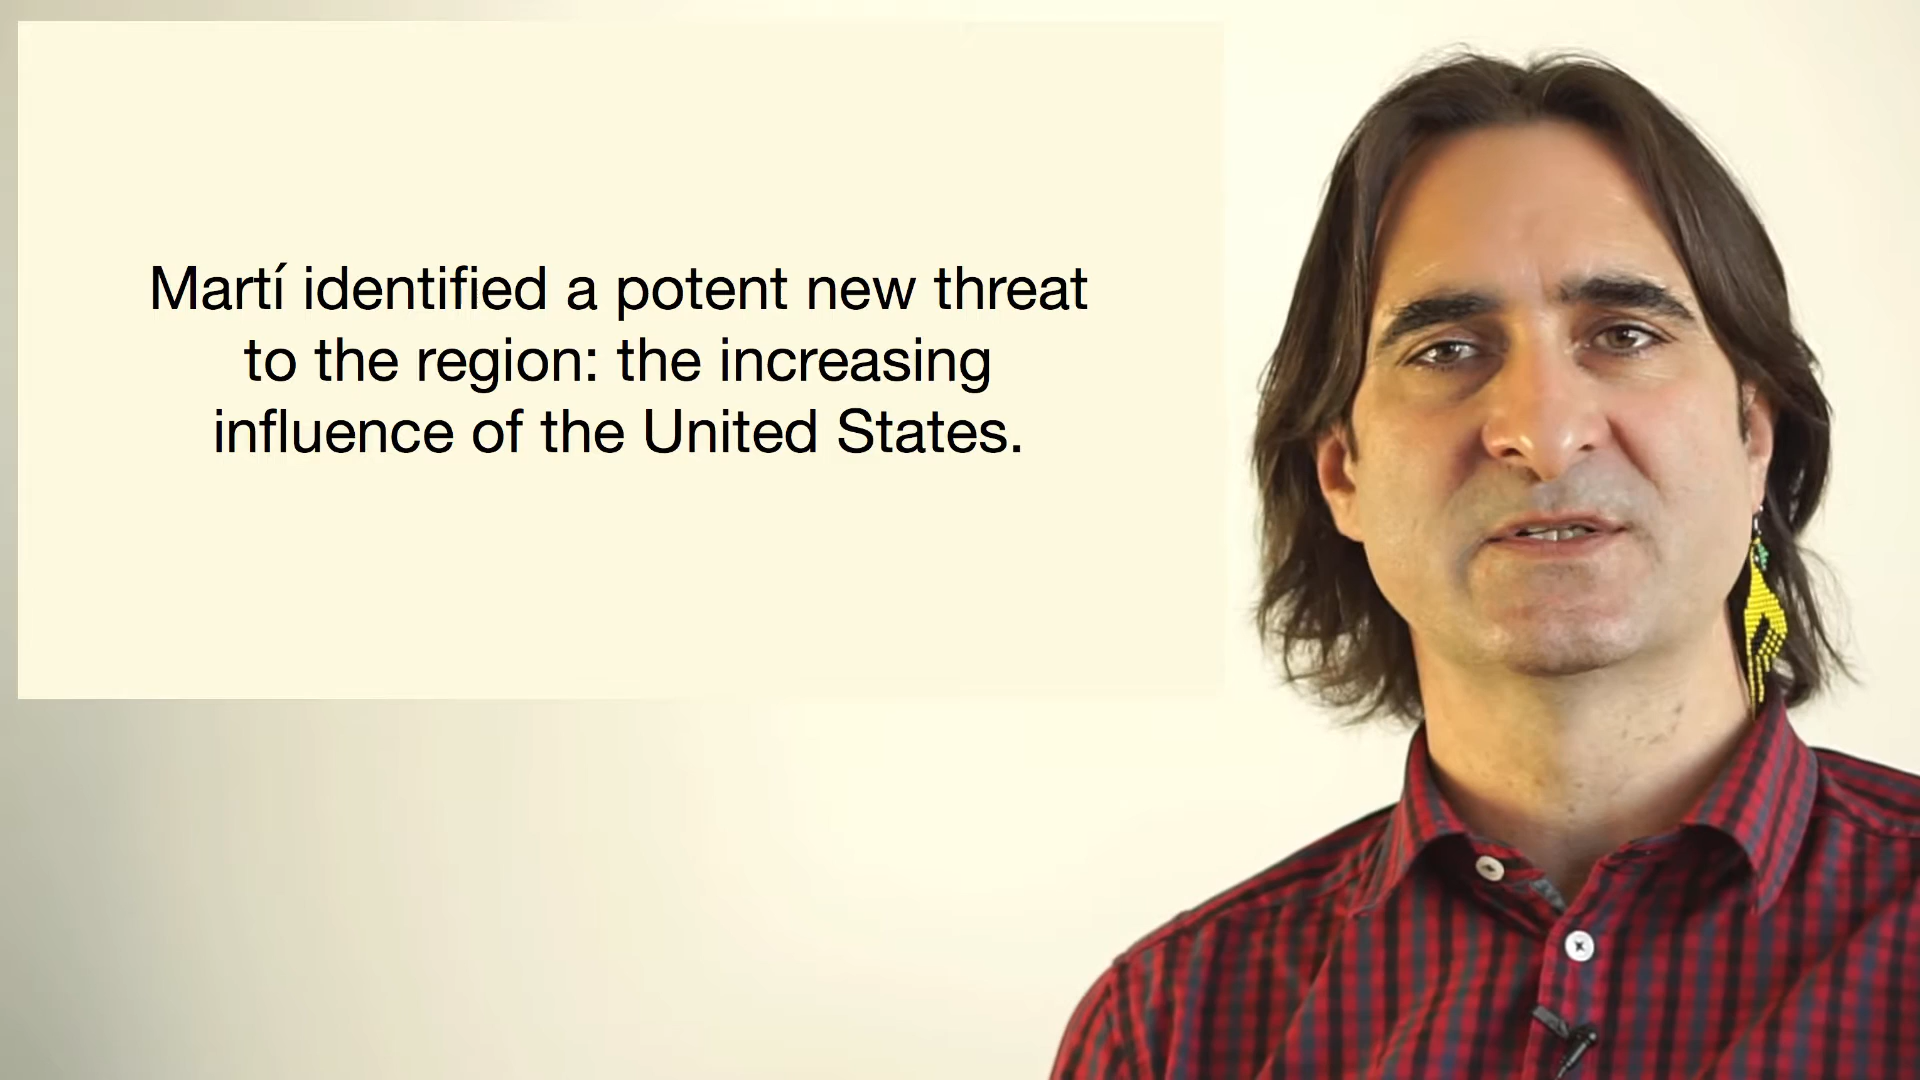 Martí identified a potent new threat
to the region: the increasing
influence of the United States.